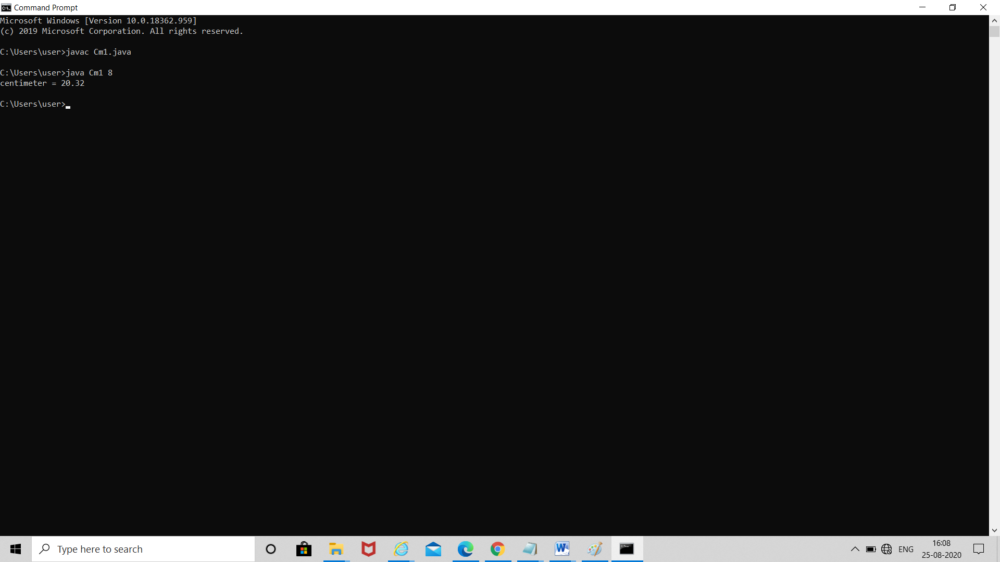 Command Prompt
Microsoft Windows [Version 10.0.18362.959]
(c) 2019 Microsoft Corporation. All rights reserved.
C:\Users\user>javac Cm1.java
C:\Users\user>java Cm1 8
centimeter = 20.32
C:\Users\user>
Type here to search
ENG
16:08
25-08-2020